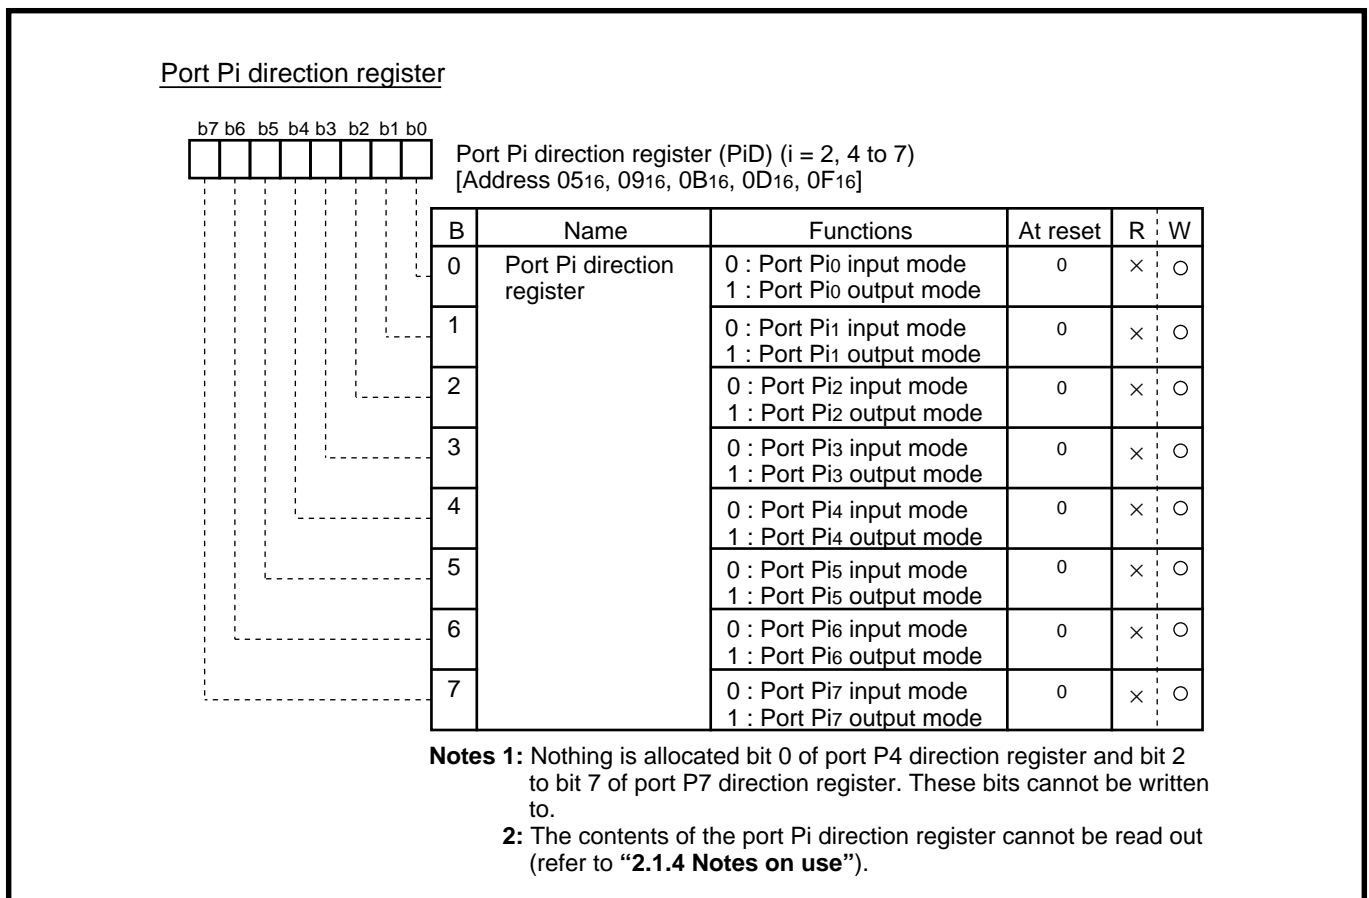 Port Pi direction register
b7 b6 b5 b4 b3 b2 b1 b0
Port Pi direction register (PiD) (i = 2, 4 to 7)
[Address 0516, 0916, 0B16, 0D16, 0F16]
B Name Functions At reset R W
0 Port Pi direction register 0 : Port Pi0 input mode 0 × ○
1 : Port Pi0 output mode
1 0 : Port Pi1 input mode 0 × ○
1 : Port Pi1 output mode
2 0 : Port Pi2 input mode 0 × ○
1 : Port Pi2 output mode
3 0 : Port Pi3 input mode 0 × ○
1 : Port Pi3 output mode
4 0 : Port Pi4 input mode 0 × ○
1 : Port Pi4 output mode
5 0 : Port Pi5 input mode 0 × ○
1 : Port Pi5 output mode
6 0 : Port Pi6 input mode 0 × ○
1 : Port Pi6 output mode
7 0 : Port Pi7 input mode 0 × ○
1 : Port Pi7 output mode
Notes 1: Nothing is allocated bit 0 of port P4 direction register and bit 2
to bit 7 of port P7 direction register. These bits cannot be written
to.
2: The contents of the port Pi direction register cannot be read out
(refer to “2.1.4 Notes on use”).